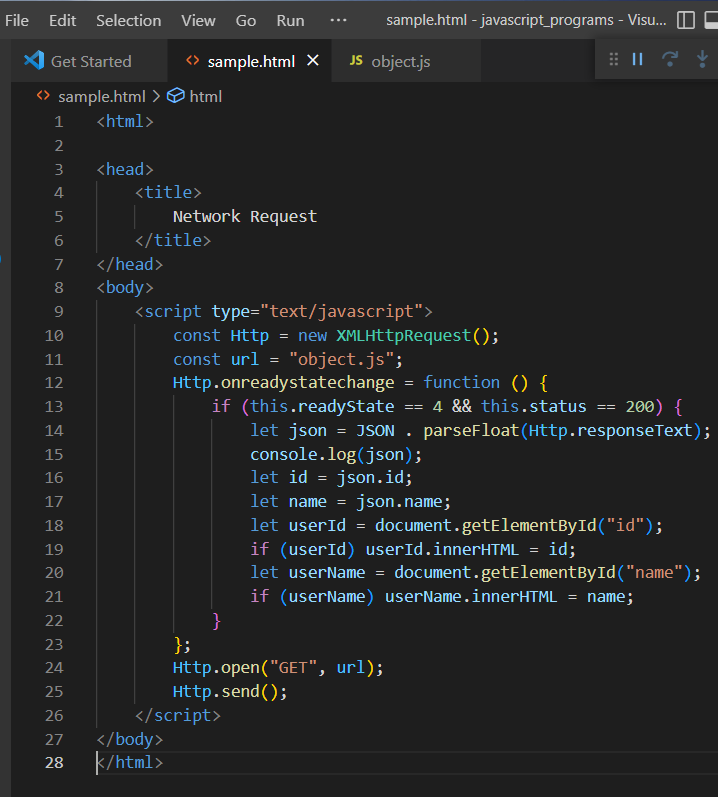 File Edit Selection View Go Run ··· sample.html - javascript_programs - Visu...
Get Started sample.html JS object.js
sample.html > html
1 <html>
2
3 <head>
4 <title>
5 Network Request
6 </title>
7 </head>
8 <body>
9 <script type="text/javascript">
10 const Http = new XMLHttpRequest();
11 const url = "object.js";
12 Http.onreadystatechange = function () {
13 if (this.readyState == 4 && this.status == 200) {
14 let json = JSON . parseFloat(Http.responseText);
15 console.log(json);
16 let id = json.id;
17 let name = json.name;
18 let userId = document.getElementById("id");
19 if (userId) userId.innerHTML = id;
20 let userName = document.getElementById("name");
21 if (userName) userName.innerHTML = name;
22 }
23 };
24 Http.open("GET", url);
25 Http.send();
26 </script>
27 </body>
28 </html>